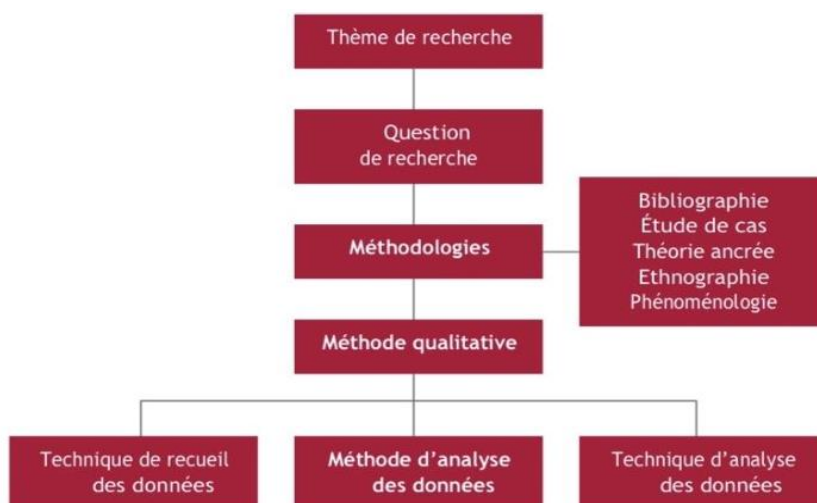 Thème de recherche
Question
de recherche
Méthodologies
Bibliographie
Étude de cas
Théorie ancrée
Ethnographie
Phénoménologie
Méthode qualitative
Technique de recueil
des données
Méthode d'analyse
des données
Technique d'analyse
des données